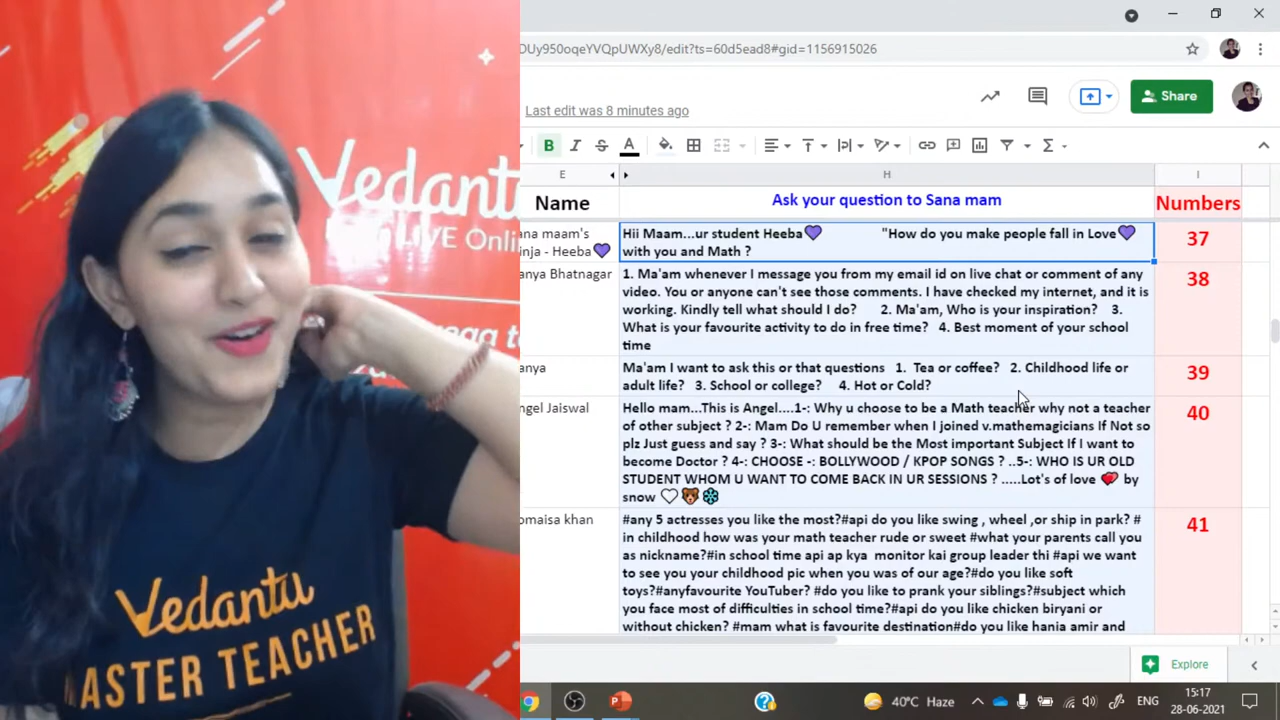 Vedant
LIVE Onlin
ega t
Vedantu
MASTER TEACHER
DUy950oqeYVQpUWXy8/edit?ts=60d5ead8#gid=1156915026
Last edit was 8 minutes ago
Share
B I S A
E H I
Name Ask your question to Sana mam Numbers
ana maam's
inja - Heeba💜
Hii Maam...ur student Heeba💜 "How do you make people fall in Love💜
with you and Math ?
37
anya Bhatnagar
1. Ma'am whenever I message you from my email id on live chat or comment of any
video. You or anyone can't see those comments. I have checked my internet, and it is
working. Kindly tell what should I do? 2. Ma'am, Who is your inspiration? 3.
What is your favourite activity to do in free time? 4. Best moment of your school
time
38
anya
Ma'am I want to ask this or that questions 1. Tea or coffee? 2. Childhood life or
adult life? 3. School or college? 4. Hot or Cold?
39
ngel Jaiswal
Hello mam...This is Angel....1-: Why u choose to be a Math teacher why not a teacher
of other subject ? 2-: Mam Do U remember when I joined v.mathemagicians If Not so
plz Just guess and say ? 3-: What should be the Most important Subject If I want to
become Doctor ? 4-: CHOOSE -: BOLLYWOOD / KPOP SONGS ? ..5-: WHO IS UR OLD
STUDENT WHOM U WANT TO COME BACK IN UR SESSIONS ? .....Lot's of love 💕 by
snow 🤍🐻❄
40
omaisa khan
#any 5 actresses you like the most?#api do you like swing , wheel ,or ship in park? #
in childhood how was your math teacher rude or sweet #what your parents call you
as nickname?#in school time api ap kya monitor kai group leader thi #api we want
to see you your childhood pic when you was of our age?#do you like soft
toys?#anyfavourite YouTuber? #do you like to prank your siblings?#subject which
you face most of difficulties in school time?#api do you like chicken biryani or
without chicken? #mam what is favourite destination#do you like hania amir and
41
Explore
40°C Haze
ENG
15:17
28-06-2021